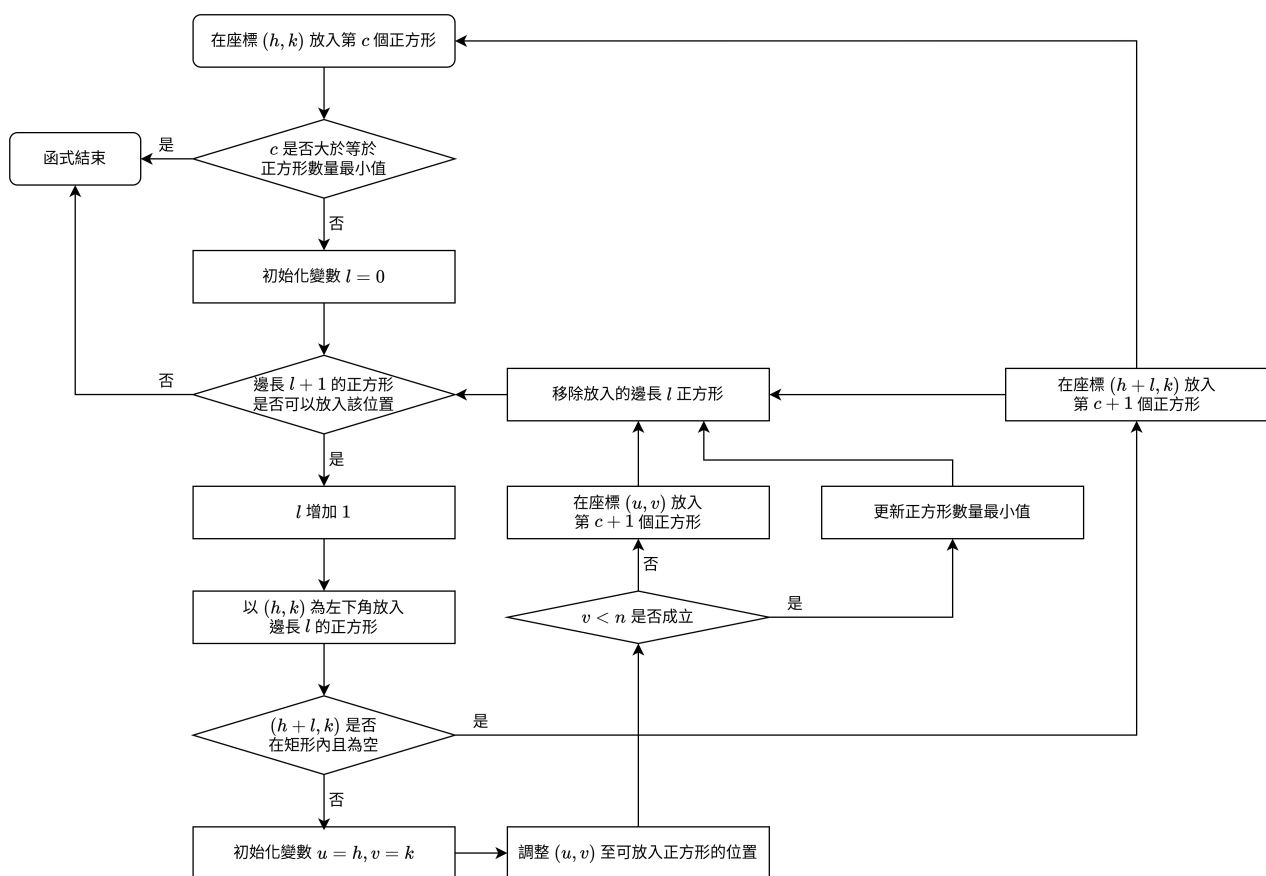 在座標 (h, k) 放入第 c 個正方形
c 是否大於等於
正方形數量最小值
是
函式結束
否
初始化變數 l = 0
邊長 l + 1 的正方形
是否可以放入該位置
否
移除放入的邊長 l 正方形
在座標 (h + l, k) 放入
第 c + 1 個正方形
是
l 增加 1
在座標 (u, v) 放入
第 c + 1 個正方形
更新正方形數量最小值
否
以 (h, k) 為左下角放入
邊長 l 的正方形
v < n 是否成立
是
(h + l, k) 是否
在矩形內且為空
是
否
初始化變數 u = h, v = k
調整 (u, v) 至可放入正方形的位置